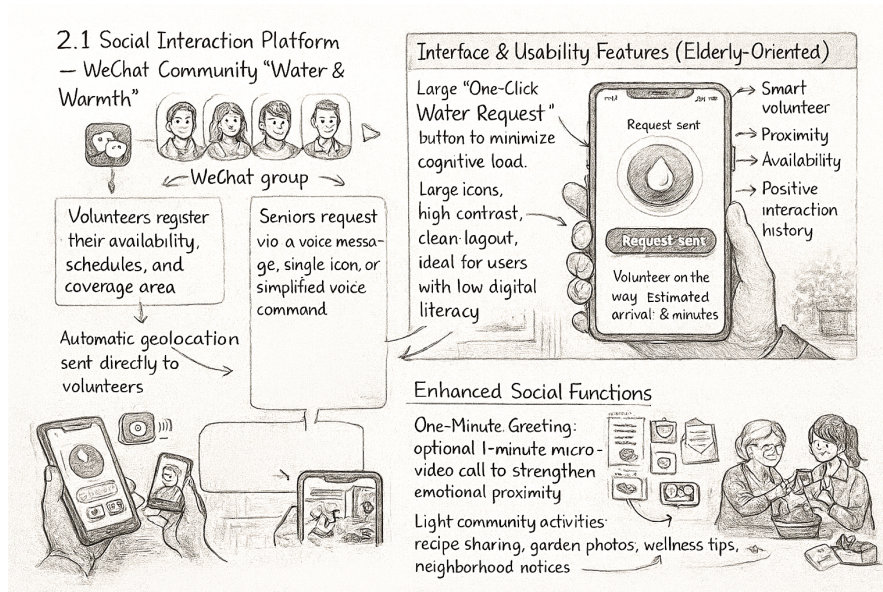 2.1 Social Interaction Platform
— WeChat Community "Water &
Warmth"
WeChat group
Volunteers register
their availability,
schedules, and
coverage area
Seniors request
vio a voice messa-
ge, single icon, or
simplified voice
command
Automatic geolocation
sent directly to
volunteers
Interface & Usability Features (Elderly-Oriented)
Large "One-Click
Water Request"
button to minimize
cognitive load.
Large icons,
high contrast,
clean lagout,
ideal for users
with low digital
literacy
Request sent
Request sent
Volunteer on the
way Estimated
arrival: & minutes
Smart
volunteer
Proximity
Availability
Positive
interaction
history
Enhanced Social Functions
One-Minute Greeting:
optional 1-minute micro-
video call to strengthen
emotional proximity
Light community activities:
recipe sharing, garden photos, wellness tips,
neighborhood notices